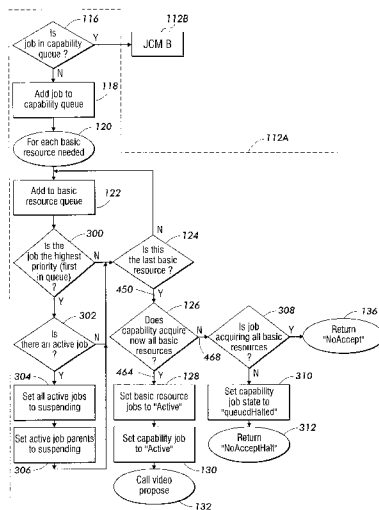 116
Is
job in capability
queue ?
Y
JCM B
112B
N
Add job to
capability queue
118
120
For each basic
resource needed
112A
Add to basic
resource queue
122
N
300
124
Is the
job the highest
priority (first
in queue)
?
N
Is this
the last basic
resource ?
Y
450
Y
302
126
308
136
Is
there an active job
?
N
Does
capability acquire
now all basic
resources
?
N
468
Is job
acquiring all basic
resources
?
Y
Return
"NoAccept"
Y
464
Y
N
304
128
310
Set all active jobs
to suspending
Set basic resource
jobs to "Active"
Set capability
job state to
"queuedHalted"
Set active job parents
to suspending
306
Set capability job
to "Active"
130
Return
"NoAcceptHalt"
312
Call video
propose
132